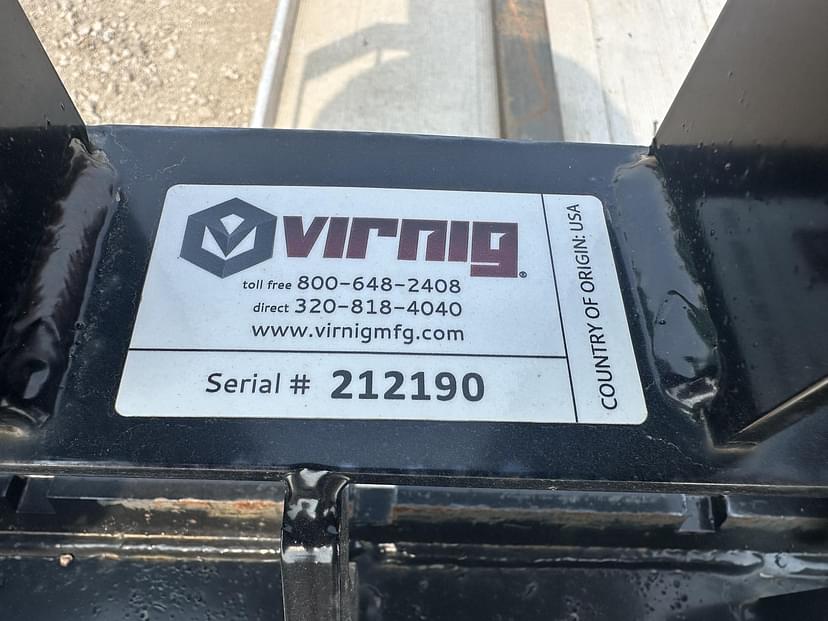 VIRNIG®
toll free 800-648-2408
direct 320-818-4040
www.virnigmfg.com
Serial # 212190
COUNTRY OF ORIGIN: USA